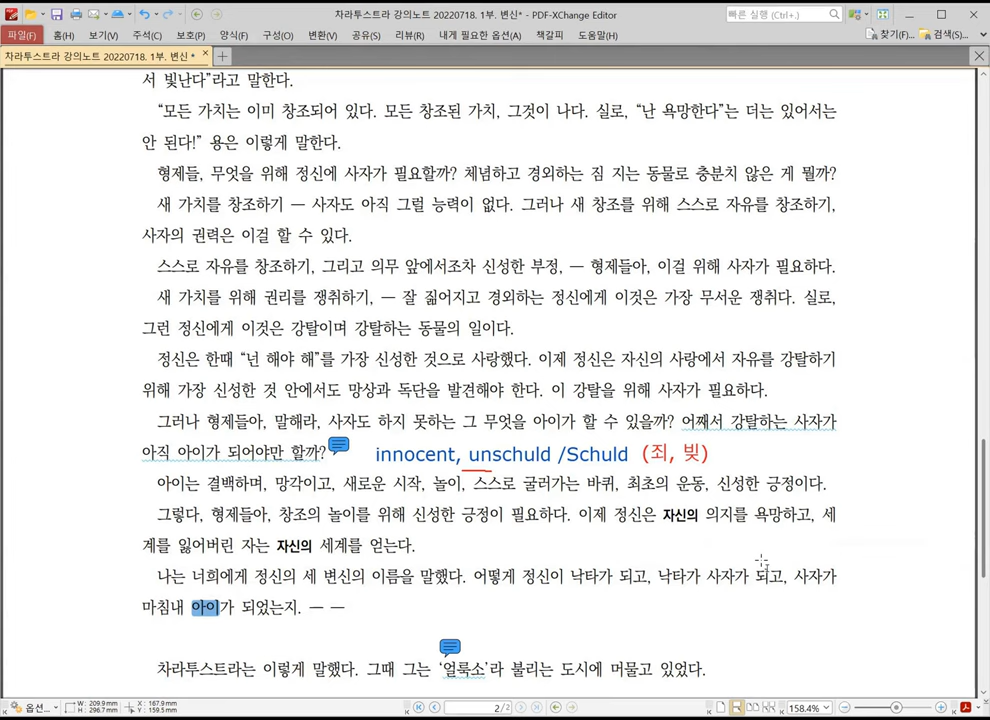 차라투스트라 강의노트 20220718. 1부. 변신* - PDF-XChange Editor
빠른 실행 (Ctrl+.)
파일(F) 홈(H) 보기(V) 주석(C) 보호(P) 양식(F) 구성(O) 변환(V) 공유(S) 리뷰(R) 내게 필요한 옵션(A) 책갈피 도움말(H) 찾기(F)... 검색(S)...
차라투스트라 강의노트 20220718. 1부. 변신 *
서 빛난다”라고 말한다.
“모든 가치는 이미 창조되어 있다. 모든 창조된 가치, 그것이 나다. 실로, “난 욕망한다”는 더는 있어서는
안 된다!” 용은 이렇게 말한다.
형제들, 무엇을 위해 정신에 사자가 필요할까? 체념하고 경외하는 짐 지는 동물로 충분치 않은 게 뭘까?
새 가치를 창조하기 — 사자도 아직 그럴 능력이 없다. 그러나 새 창조를 위해 스스로 자유를 창조하기,
사자의 권력은 이걸 할 수 있다.
스스로 자유를 창조하기, 그리고 의무 앞에서조차 신성한 부정, — 형제들아, 이걸 위해 사자가 필요하다.
새 가치를 위해 권리를 쟁취하기, — 잘 짊어지고 경외하는 정신에게 이것은 가장 무서운 쟁취다. 실로,
그런 정신에게 이것은 강탈이며 강탈하는 동물의 일이다.
정신은 한때 “넌 해야 해”를 가장 신성한 것으로 사랑했다. 이제 정신은 자신의 사랑에서 자유를 강탈하기
위해 가장 신성한 것 안에서도 망상과 독단을 발견해야 한다. 이 강탈을 위해 사자가 필요하다.
그러나 형제들아, 말해라, 사자도 하지 못하는 그 무엇을 아이가 할 수 있을까? 어째서 강탈하는 사자가
아직 아이가 되어야만 할까? innocent, unschuld /Schuld (죄, 빚)
아이는 결백하며, 망각이고, 새로운 시작, 놀이, 스스로 굴러가는 바퀴, 최초의 운동, 신성한 긍정이다.
그렇다, 형제들아, 창조의 놀이를 위해 신성한 긍정이 필요하다. 이제 정신은 자신의 의지를 욕망하고, 세
계를 잃어버린 자는 자신의 세계를 얻는다.
나는 너희에게 정신의 세 변신의 이름을 말했다. 어떻게 정신이 낙타가 되고, 낙타가 사자가 되고, 사자가
마침내 아이가 되었는지. — —
차라투스트라는 이렇게 말했다. 그때 그는 ‘얼룩소’라 불리는 도시에 머물고 있었다.
옵션... W: 209.9mm H: 296.7mm X: 167.9mm Y: 159.5mm 2/2 158.4%